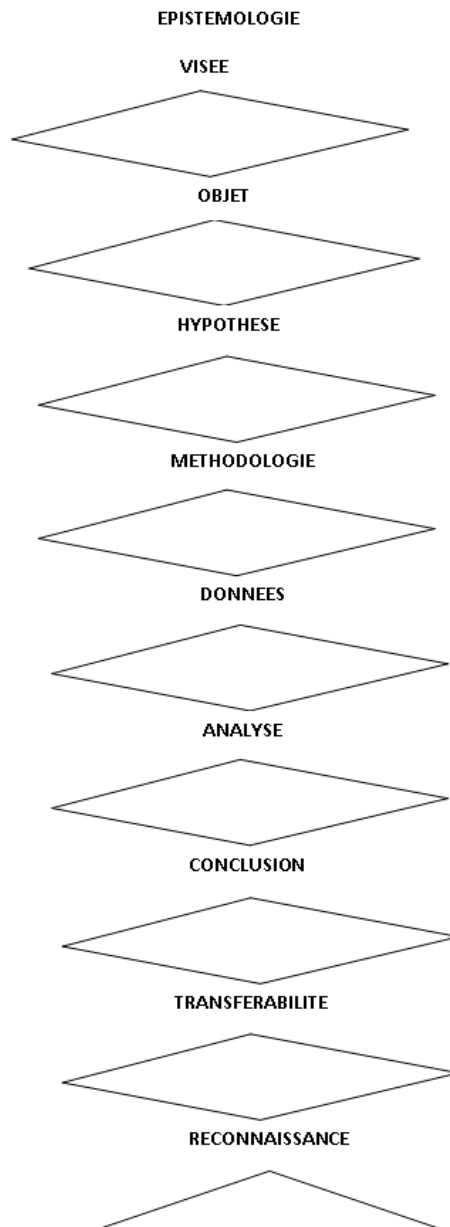 EPISTEMOLOGIE
VISEE
OBJET
HYPOTHESE
METHODOLOGIE
DONNEES
ANALYSE
CONCLUSION
TRANSFERABILITE
RECONNAISSANCE